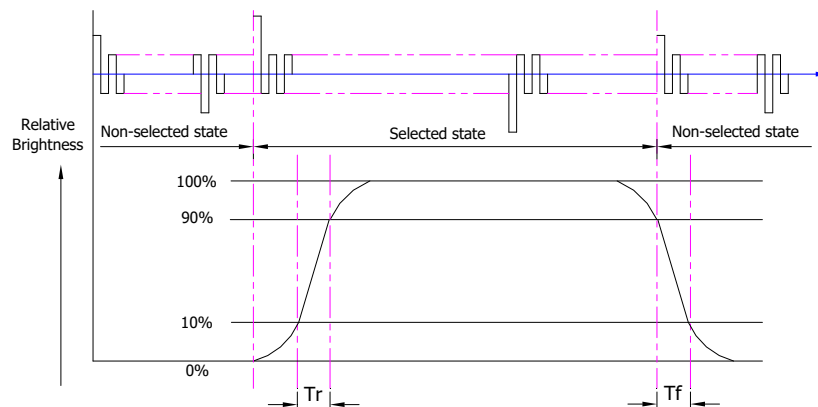 Relative
Brightness
Non-selected state
Selected state
Non-selected state
100%
90%
10%
0%
Tr
Tf